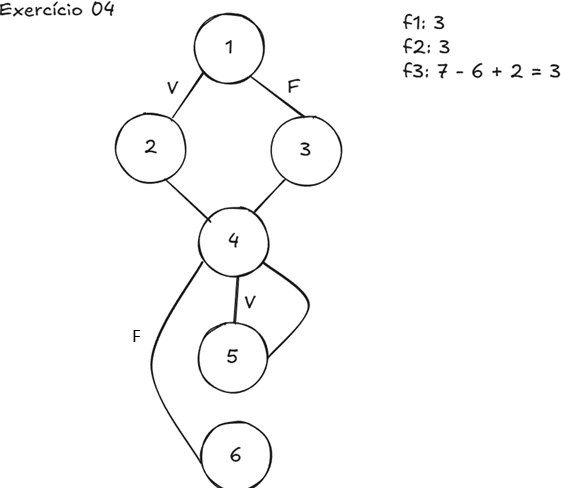 Exercício 04
f1: 3
f2: 3
f3: 7 - 6 + 2 = 3
1
V
F
2
3
4
V
F
5
6